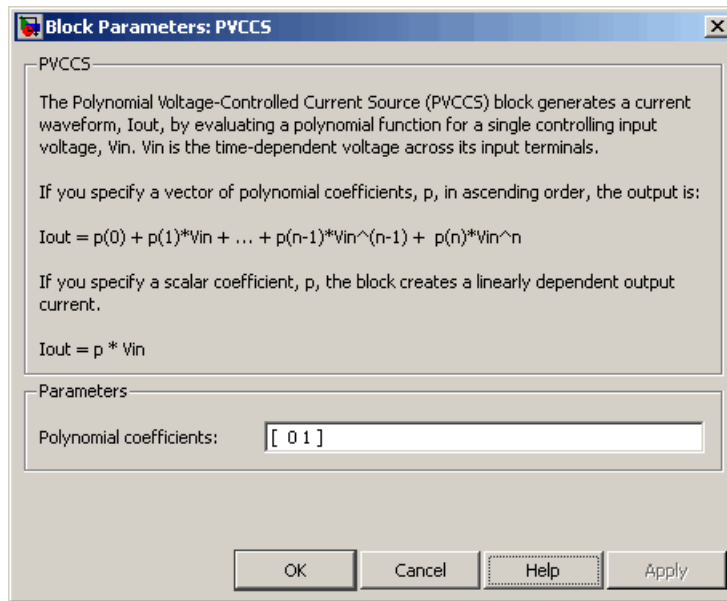 Block Parameters: PVCCS
PVCCS
The Polynomial Voltage-Controlled Current Source (PVCCS) block generates a current
waveform, Iout, by evaluating a polynomial function for a single controlling input
voltage, Vin. Vin is the time-dependent voltage across its input terminals.
If you specify a vector of polynomial coefficients, p, in ascending order, the output is:
Iout = p(0) + p(1)*Vin + ... + p(n-1)*Vin^(n-1) +  p(n)*Vin^n
If you specify a scalar coefficient, p, the block creates a linearly dependent output
current.
Iout = p * Vin
Parameters
Polynomial coefficients: [ 0 1 ]
OK Cancel Help Apply